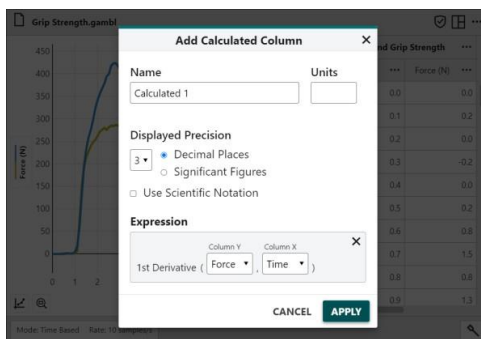 Grip Strength.gambl
Add Calculated Column
Name
Units
Calculated 1
Displayed Precision
3
Decimal Places
Significant Figures
Use Scientific Notation
Expression
Column Y
Column X
1st Derivative ( Force , Time )
CANCEL
APPLY
450
400
350
300
250
200
150
100
50
0
Force (N)
0 1 2
nd Grip Strength
Force (N)
0.0 0.0
0.1 0.2
0.2 0.0
0.3 -0.2
0.4 0.0
0.5 0.2
0.6 0.8
0.7 1.5
0.8
0.9 1.3
Mode: Time Based Rate: 10 samples/s